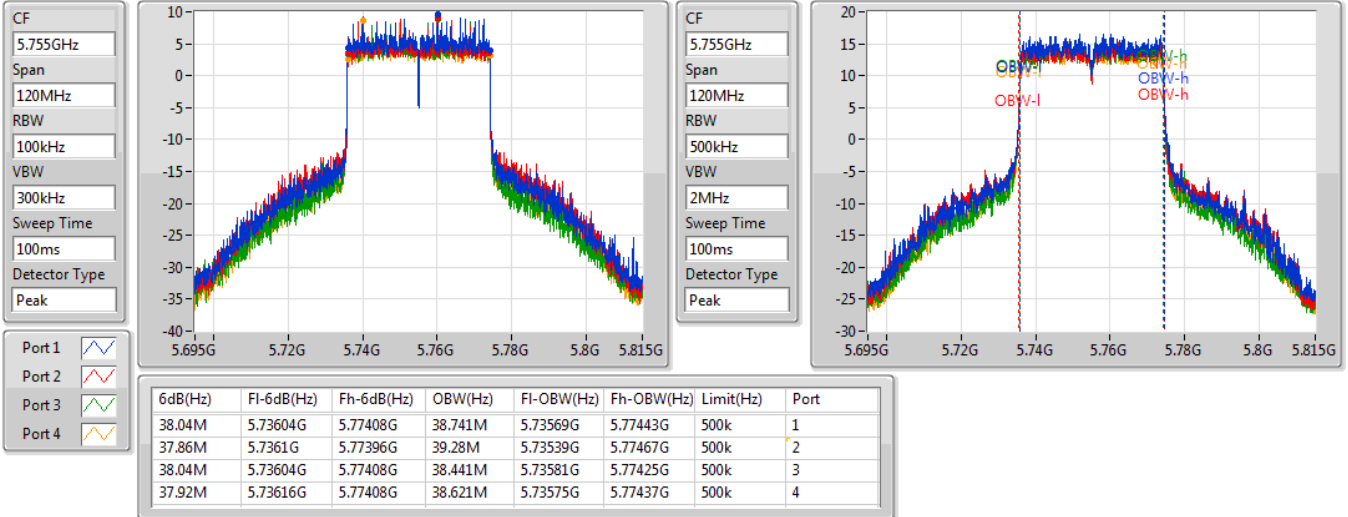 CF
5.755GHz
Span
120MHz
RBW
100kHz
VBW
300kHz
Sweep Time
100ms
Detector Type
Peak
10
5
0
-5
-10
-15
-20
-25
-30
-35
-40
5.695G 5.72G 5.74G 5.76G 5.78G 5.8G 5.815G
CF
5.755GHz
Span
120MHz
RBW
500kHz
VBW
2MHz
Sweep Time
100ms
Detector Type
Peak
20
15
10
5
0
-5
-10
-15
-20
-25
-30
OBW-l
OBW-l
OBW-h
OBW-h
OBW-h
OBW-h
5.695G 5.72G 5.74G 5.76G 5.78G 5.8G 5.815G
Port 1
Port 2
Port 3
Port 4
6dB(Hz) Fl-6dB(Hz) Fh-6dB(Hz) OBW(Hz) Fl-OBW(Hz) Fh-OBW(Hz) Limit(Hz) Port
38.04M 5.73604G 5.77408G 38.741M 5.73569G 5.77443G 500k 1
37.86M 5.7361G 5.77396G 39.28M 5.73539G 5.77467G 500k 2
38.04M 5.73604G 5.77408G 38.441M 5.73581G 5.77425G 500k 3
37.92M 5.73616G 5.77408G 38.621M 5.73575G 5.77437G 500k 4